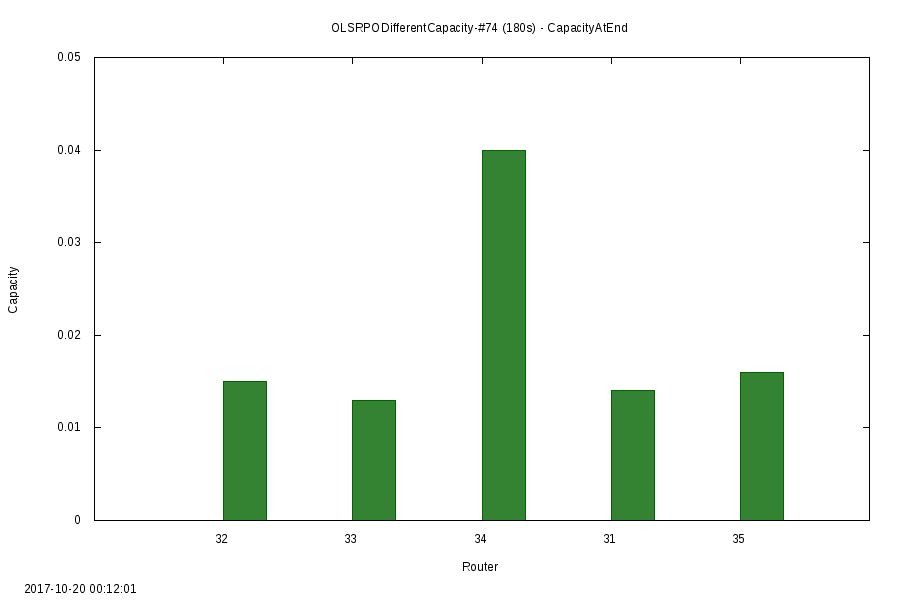 OLSRPODifferentCapacity-#74 (180s) - CapacityAtEnd
0.05
0.04
0.03
0.02
0.01
0
Capacity
32 33 34 31 35
Router
2017-10-20 00:12:01